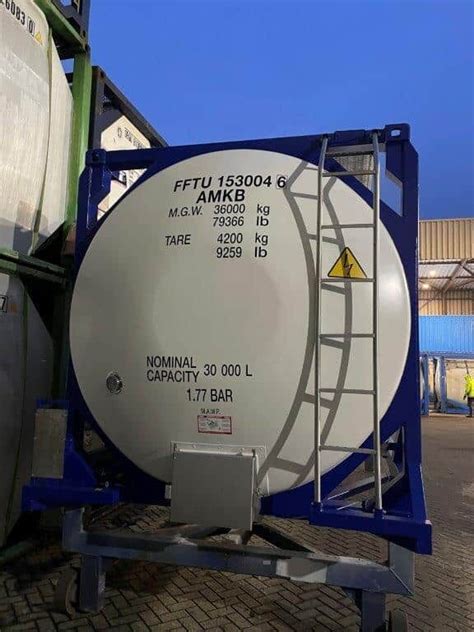 FFTU 153004 6
AMKB
M.G.W. 36000 kg
79366 lb
TARE 4200 kg
9259 lb
NOMINAL
CAPACITY 30 000 L
1.77 BAR
M.A.W.P.